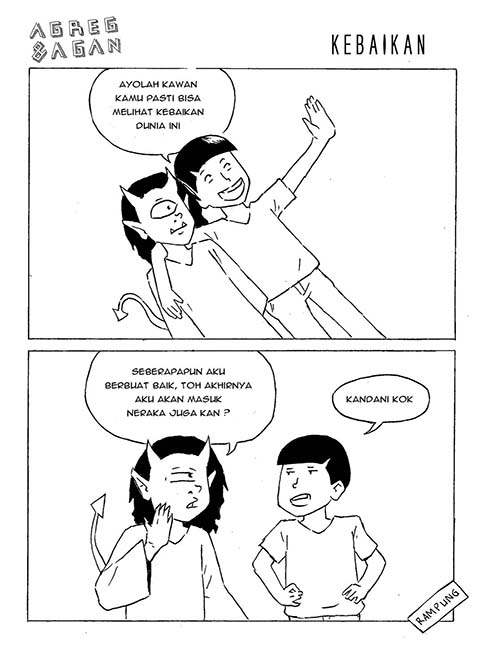 AGREG
& AGAN
KEBAIKAN
AYOLAH KAWAN
KAMU PASTI BISA
MELIHAT KEBAIKAN
DUNIA INI
SEBERAPAPUN AKU
BERBUAT BAIK, TOH AKHIRNYA
AKU AKAN MASUK
NERAKA JUGA KAN ?
KANDANI KOK
RAMPUNG